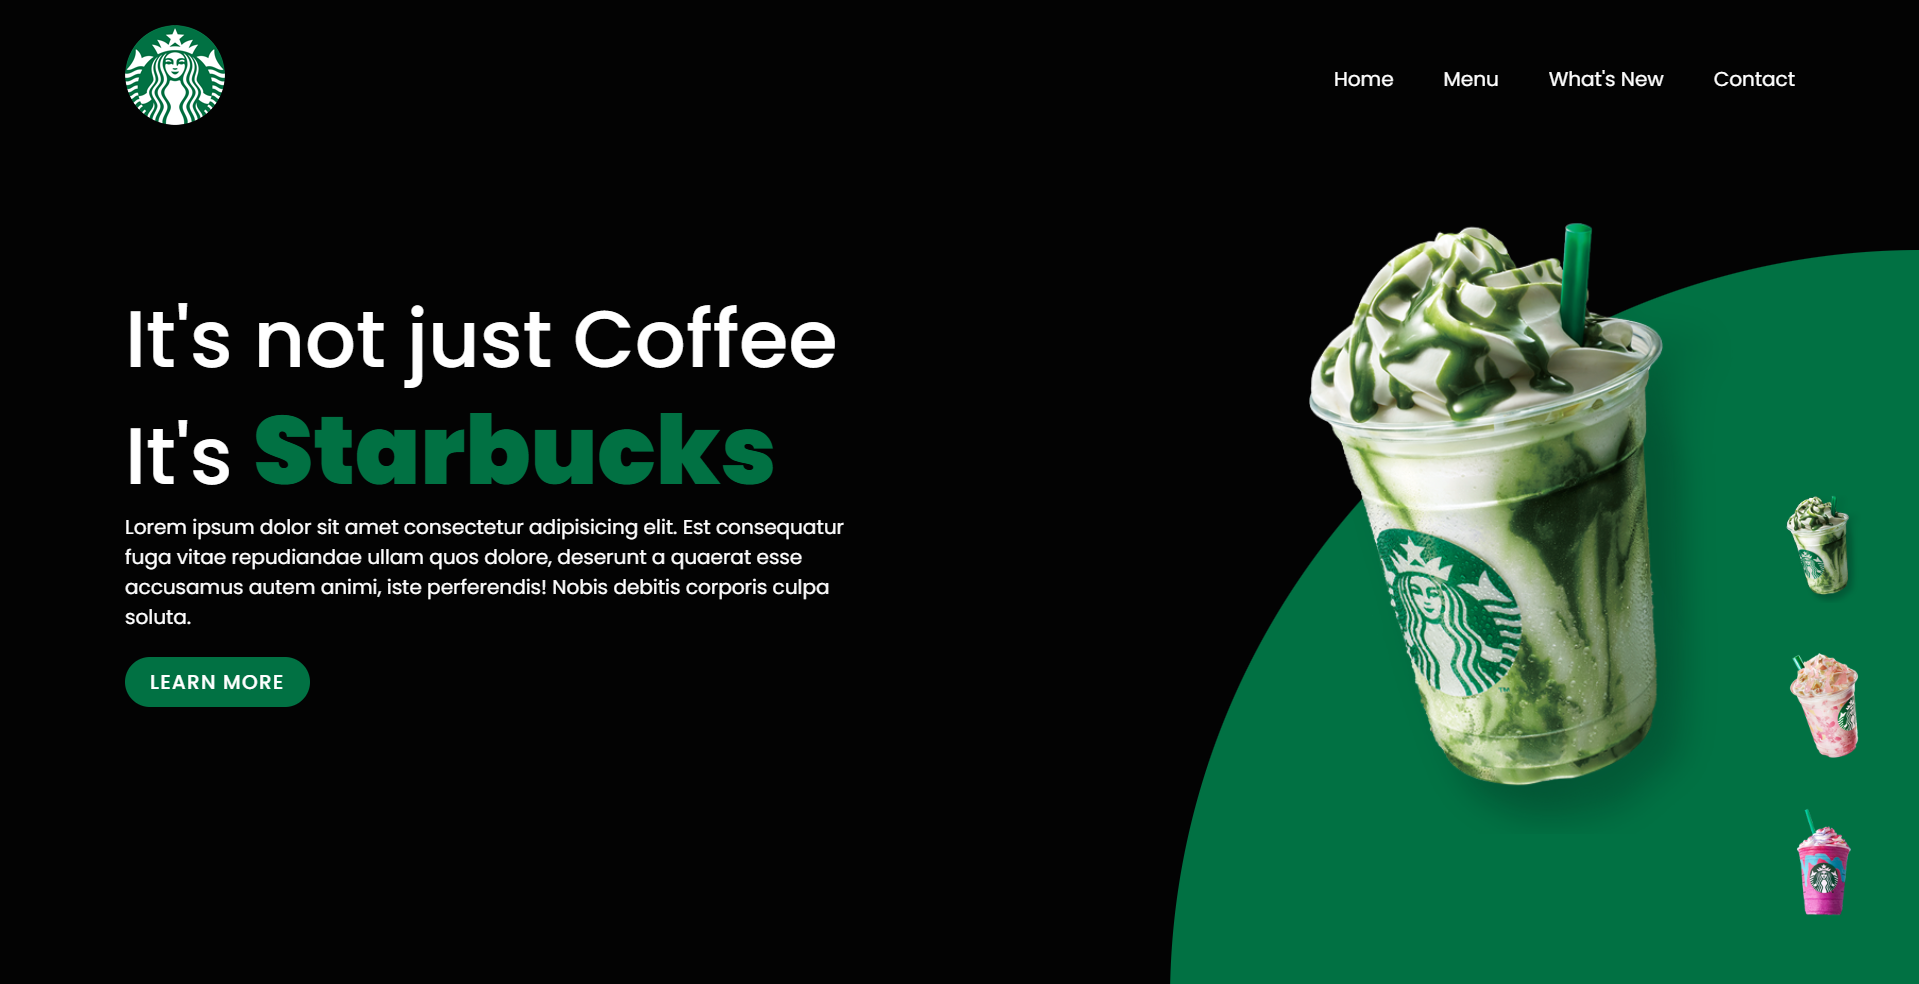 Home Menu What's New Contact
It's not just Coffee
It's Starbucks
Lorem ipsum dolor sit amet consectetur adipisicing elit. Est consequatur
fuga vitae repudiandae ullam quos dolore, deserunt a quaerat esse
accusamus autem animi, iste perferendis! Nobis debitis corporis culpa
soluta.
LEARN MORE